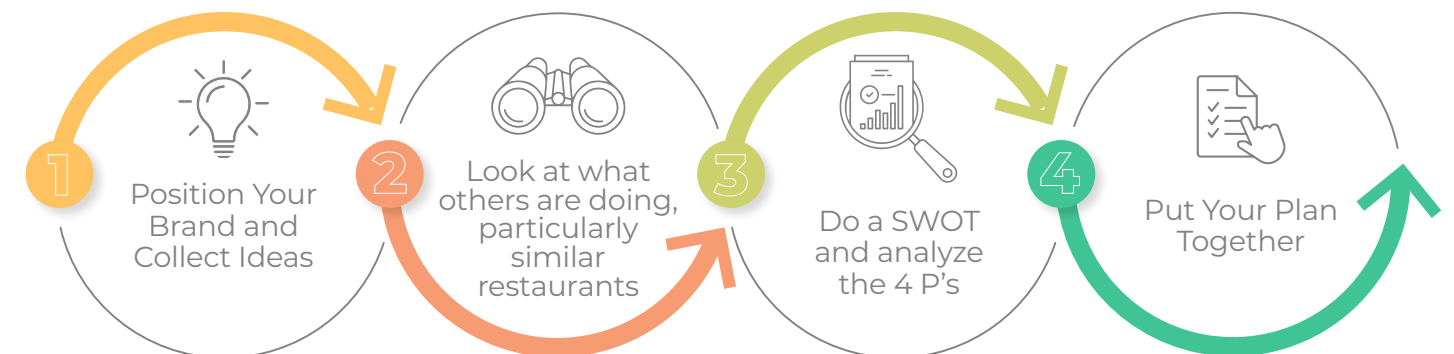 1
Position Your
Brand and
Collect Ideas
2
Look at what
others are doing,
particularly
similar
restaurants
3
Do a SWOT
and analyze
the 4 P’s
4
Put Your Plan
Together